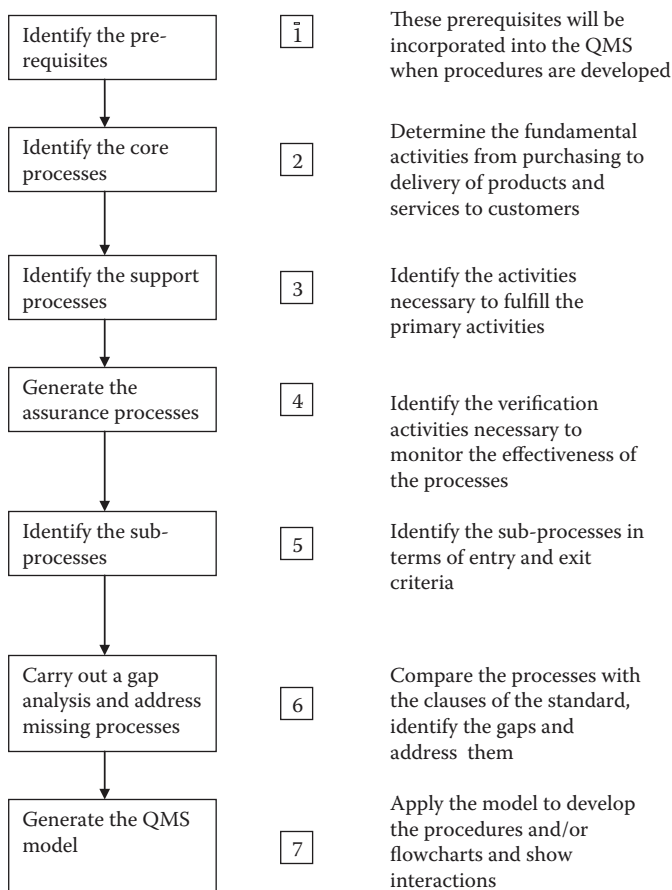 Identify the pre-
requisites
1
These prerequisites will be
incorporated into the QMS
when procedures are developed
Identify the core
processes
2
Determine the fundamental
activities from purchasing to
delivery of products and
services to customers
Identify the support
processes
3
Identify the activities
necessary to fulfill the
primary activities
Generate the
assurance processes
4
Identify the verification
activities necessary to
monitor the effectiveness of
the processes
Identify the sub-
processes
5
Identify the sub-processes in
terms of entry and exit
criteria
Carry out a gap
analysis and address
missing processes
6
Compare the processes with
the clauses of the standard,
identify the gaps and
address them
Generate the QMS
model
7
Apply the model to develop
the procedures and/or
flowcharts and show
interactions